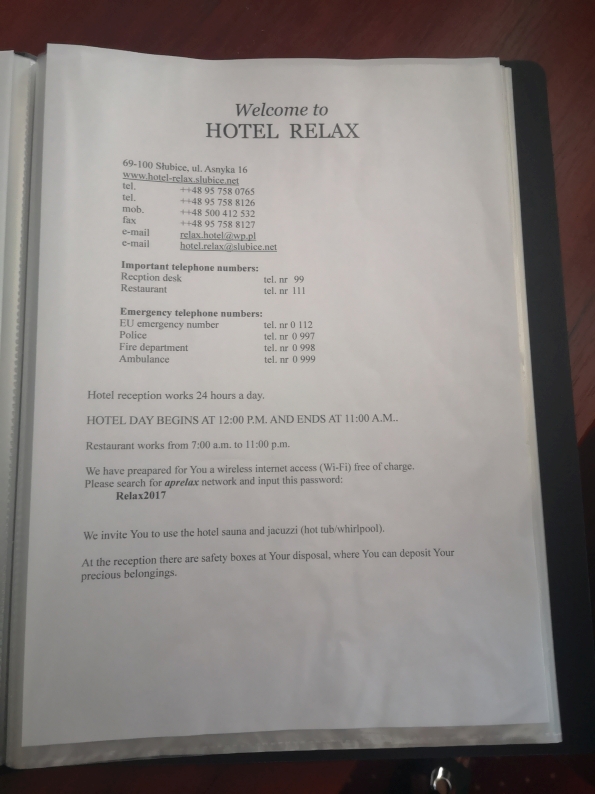 Welcome to
HOTEL RELAX
69-100 Słubice, ul. Asnyka 16
www.hotel-relax.slubice.net
tel. ++48 95 758 0765
tel. ++48 95 758 8126
mob. ++48 500 412 532
fax ++48 95 758 8127
e-mail relax.hotel@wp.pl
e-mail hotel.relax@slubice.net
Important telephone numbers:
Recption desk tel. nr 99
Restaurant tel. nr 111
Emergency telephone numbers:
EU emergency number tel. nr 0 112
Police tel. nr 0 997
Fire department tel. nr 0 998
Ambulance tel. nr 0 999
Hotel reception works 24 hours a day.
HOTEL DAY BEGINS AT 12:00 P.M. AND ENDS AT 11:00 A.M..
Restaurant works from 7:00 a.m. to 11:00 p.m.
We have preapared for You a wireless internet access (Wi-Fi) free of charge.
Please search for aprelax network and input this password:
Relax2017
We invite You to use the hotel sauna and jacuzzi (hot tub/whirlpool).
At the reception there are safety boxes at Your disposal, where You can deposit Your
precious belongings.